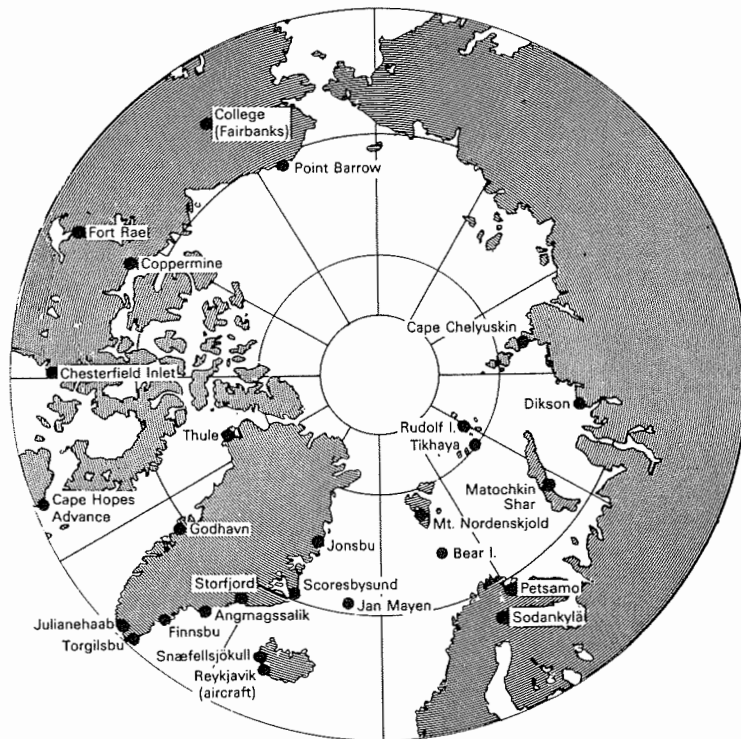 College
(Fairbanks)
Point Barrow
Fort Rae
Coppermine
Cape Chelyuskin
Chesterfield Inlet
Dikson
Rudolf I.
Tikhaya
Thule
Matochkin
Shar
Cape Hopes
Advance
Mt. Nordenskjold
Godhavn
Jonsbu
Bear I.
Storfjord
Scoresbysund
Petsamo
Jan Mayen
Julianehaab
Angmagssalik
Sodankylä
Finnsbu
Torgilsbu
Snæfellsjökull
Reykjavik
(aircraft)